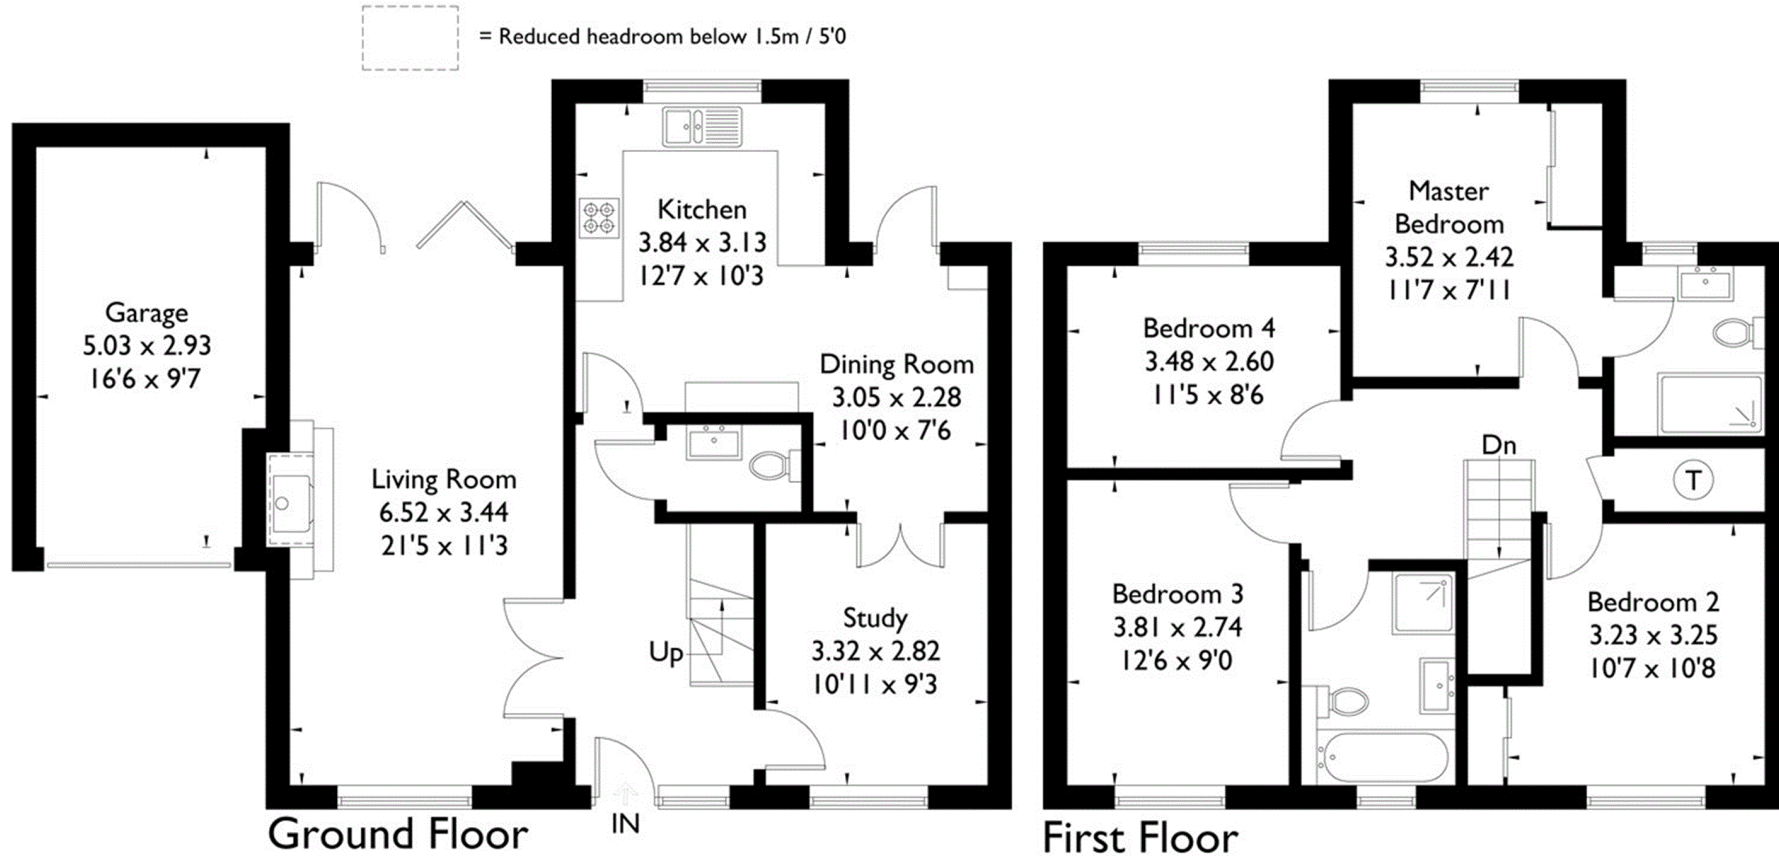 = Reduced headroom below 1.5m / 5'0
Garage
5.03 x 2.93
16'6 x 9'7
Living Room
6.52 x 3.44
21'5 x 11'3
Kitchen
3.84 x 3.13
12'7 x 10'3
Dining Room
3.05 x 2.28
10'0 x 7'6
Up
Study
3.32 x 2.82
10'11 x 9'3
IN
Ground Floor
Master
Bedroom
3.52 x 2.42
11'7 x 7'11
Bedroom 4
3.48 x 2.60
11'5 x 8'6
Dn
T
Bedroom 3
3.81 x 2.74
12'6 x 9'0
Bedroom 2
3.23 x 3.25
10'7 x 10'8
First Floor